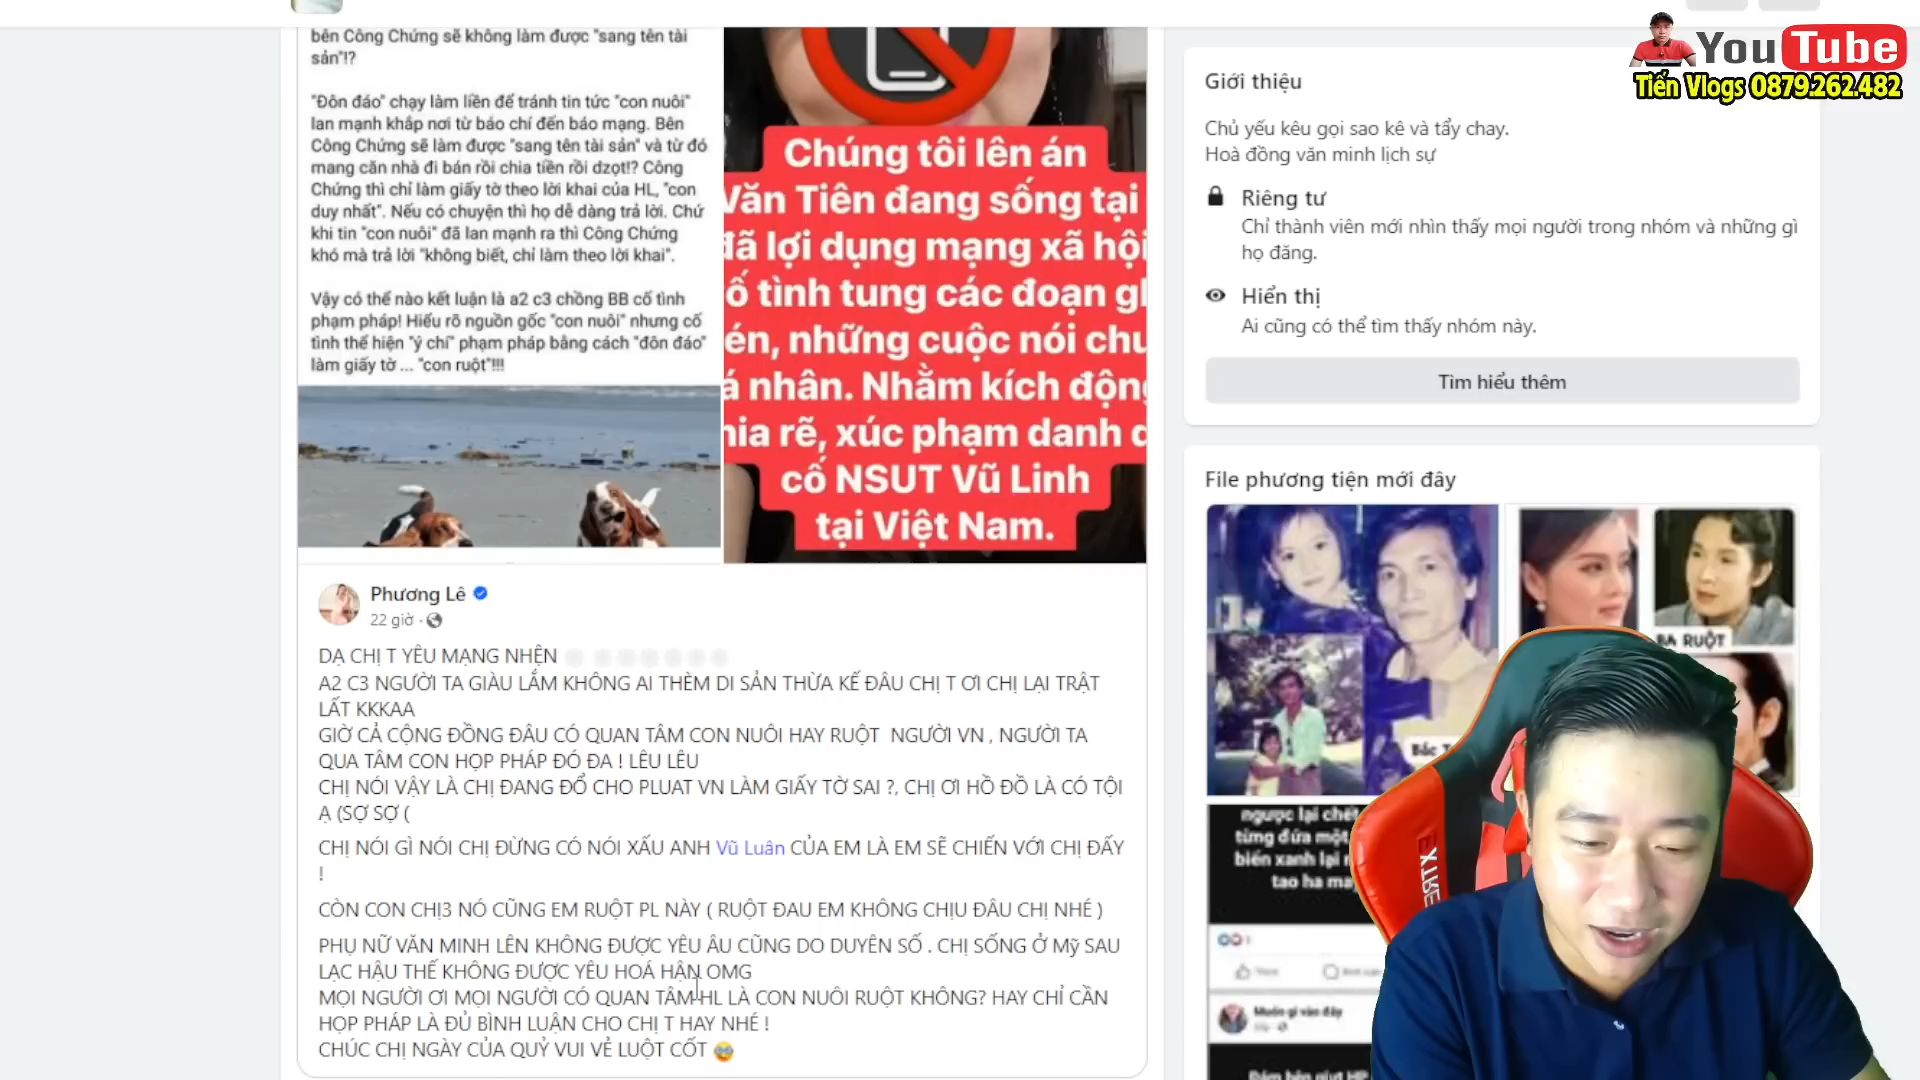 bên Công Chứng sẽ không làm được "sang tên tài
sản"!?
"Đôn đáo" chạy làm liền để tránh tin tức "con nuôi"
lan mạnh khắp nơi từ báo chí đến báo mạng. Bên
Công Chứng sẽ làm được "sang tên tài sản" và từ đó
mang căn nhà đi bán rồi chia tiền rồi dzọt!? Công
Chứng thì chỉ làm giấy tờ theo lời khai của HL, "con
duy nhất". Nếu có chuyện thì họ dễ dàng trả lời. Chứ
khi tin "con nuôi" đã lan mạnh ra thì Công Chứng
khó mà trả lời "không biết, chỉ làm theo lời khai".
Vậy có thể nào kết luận là a2 c3 chồng BB cố tình
phạm pháp! Hiểu rõ nguồn gốc "con nuôi" nhưng cố
tình thể hiện "ý chí" phạm pháp bằng cách "đôn đáo"
làm giấy tờ ... "con ruột"!!!
Chúng tôi lên án
Văn Tiên đang sống tại
đã lợi dụng mạng xã hội
ố tình tung các đoạn
én, những cuộc nói
á nhân. Nhằm kích động
ia rẽ, xúc phạm danh
cố NSUT Vũ Linh
tại Việt Nam.
Phương Lê
22 giờ ·
DẠ CHỊ T YÊU MẠNG NHỆN
A2 C3 NGƯỜI TA GIÀU LẮM KHÔNG AI THÈM DI SẢN THỪA KẾ ĐÂU CHỊ T ƠI CHỊ LẠI TRẬT
LẤT KKKAA
GIỜ CẢ CỘNG ĐỒNG ĐÂU CÓ QUAN TÂM CON NUÔI HAY RUỘT NGƯỜI VN , NGƯỜI TA
QUA TÂM CON HỌP PHÁP ĐÓ ĐA ! LÊU LÊU
CHỊ NÓI VẬY LÀ CHỊ ĐANG ĐỔ CHO PLUAT VN LÀM GIẤY TỜ SAI ?, CHỊ ƠI HỒ ĐỒ LÀ CÓ TỘI
Ạ (SỢ SỢ (
CHỊ NÓI GÌ NÓI CHỊ ĐỪNG CÓ NÓI XẤU ANH Vũ Luân CỦA EM LÀ EM SẼ CHIẾN VỚI CHỊ ĐẤY
!
CÒN CON CHỊ3 NÓ CŨNG EM RUỘT PL NÀY ( RUỘT ĐAU EM KHÔNG CHỊU ĐÂU CHỊ NHÉ )
PHỤ NỮ VĂN MINH LÊN KHÔNG ĐƯỢC YÊU ÂU CŨNG DO DUYÊN SỐ . CHỊ SỐNG Ở Mỹ SAU
LẠC HẬU THẾ KHÔNG ĐƯỢC YÊU HOÁ HẬN OMG
MỌI NGƯỜI ƠI MỌI NGƯỜI CÓ QUAN TÂM HL LÀ CON NUÔI RUỘT KHÔNG? HAY CHỈ CẦN
HỌP PHÁP LÀ ĐỦ BÌNH LUẬN CHO CHỊ T HAY NHÉ !
CHÚC CHỊ NGÀY CỦA QUỶ VUI VẺ LUỘT CỐT
YouTube
Tiến Vlogs 0879.262.482
Giới thiệu
Chủ yếu kêu gọi sao kê và tẩy chay.
Hoà đồng văn minh lịch sự
Riêng tư
Chỉ thành viên mới nhìn thấy mọi người trong nhóm và những gì
họ đăng.
Hiển thị
Ai cũng có thể tìm thấy nhóm này.
Tìm hiểu thêm
File phương tiện mới đây
BA RUỘT
Bác
ngược lại chết
từng đứa một
biển xanh lại
tao ha
Muốn gì vào đây
EXTRE